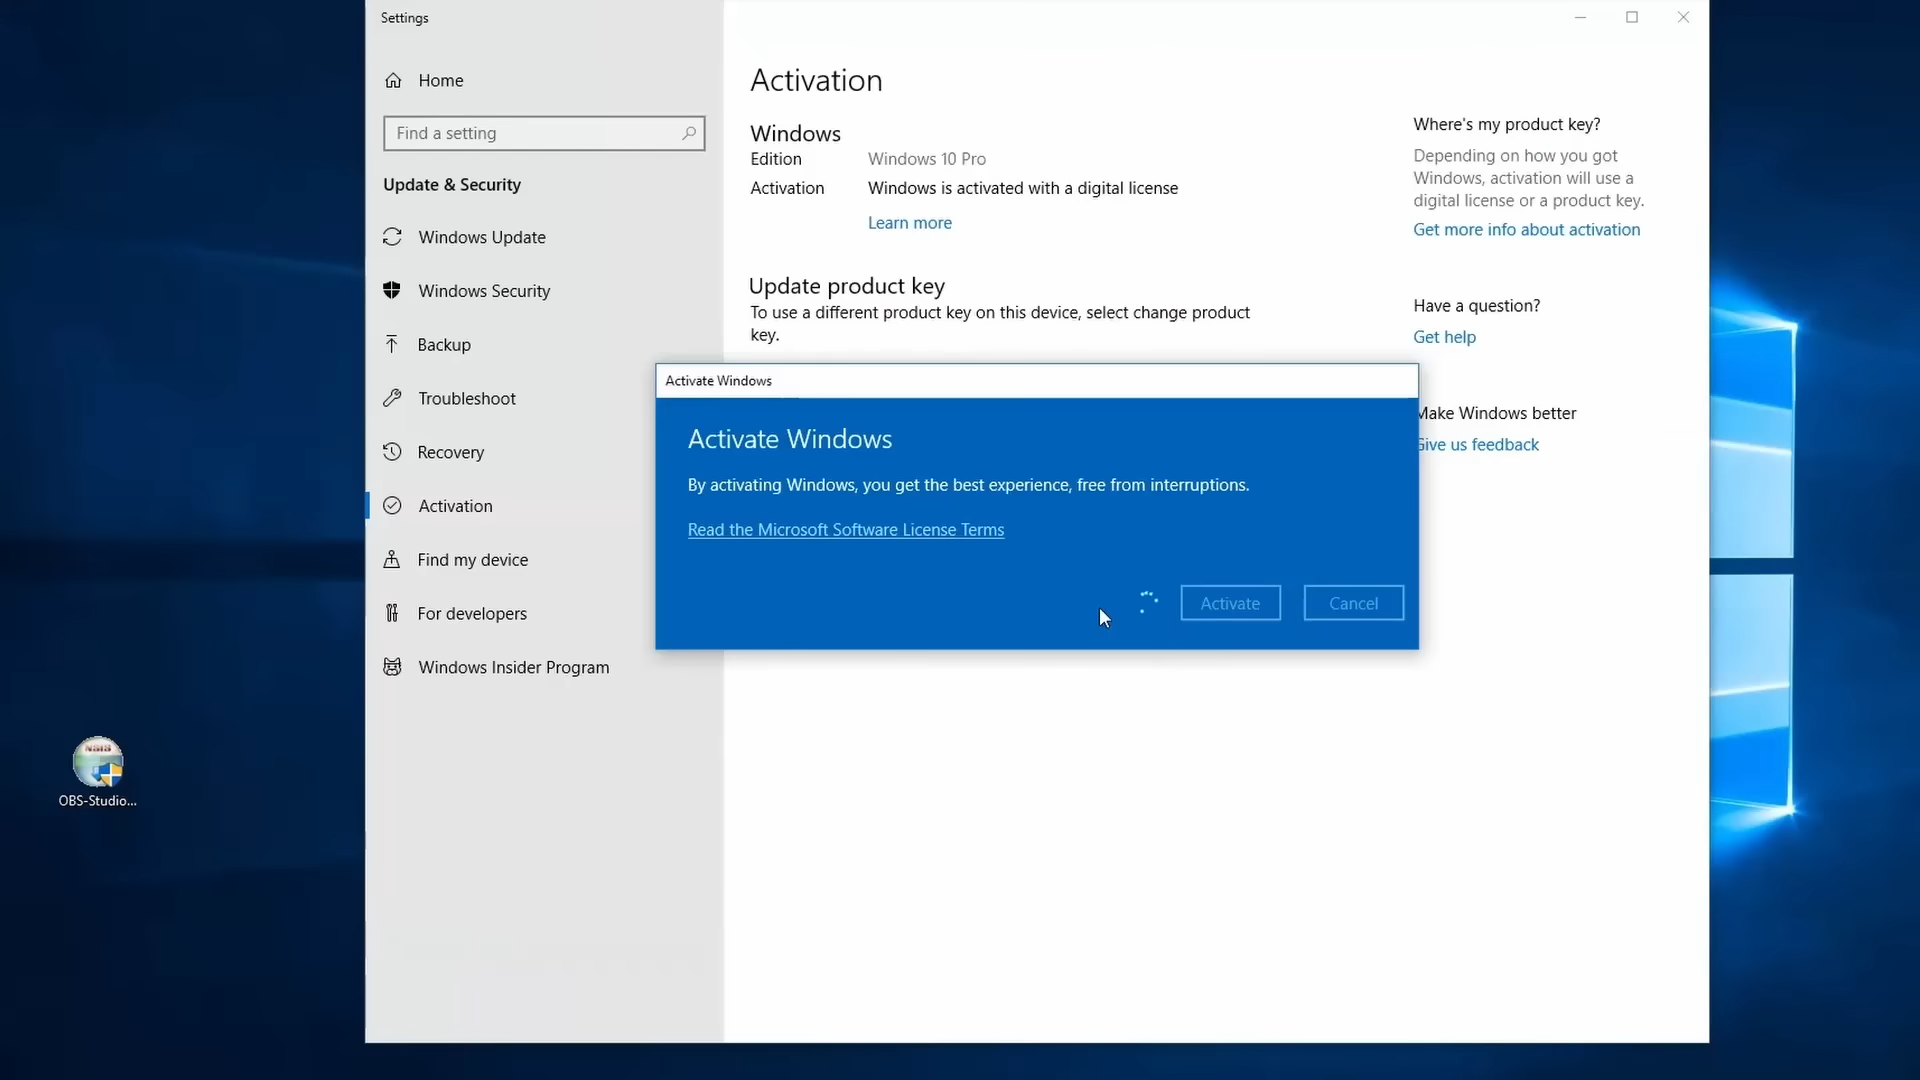 Settings
Home
Find a setting
Update & Security
Windows Update
Windows Security
Backup
Troubleshoot
Recovery
Activation
Find my device
For developers
Windows Insider Program
Activation
Windows
Edition Windows 10 Pro
Activation Windows is activated with a digital license
Learn more
Update product key
To use a different product key on this device, select change product
key.
Activate Windows
Activate Windows
By activating Windows, you get the best experience, free from interruptions.
Read the Microsoft Software License Terms
Activate Cancel
Where's my product key?
Depending on how you got
Windows, activation will use a
digital license or a product key.
Get more info about activation
Have a question?
Get help
Make Windows better
Give us feedback
NSIS
OBS-Studio...